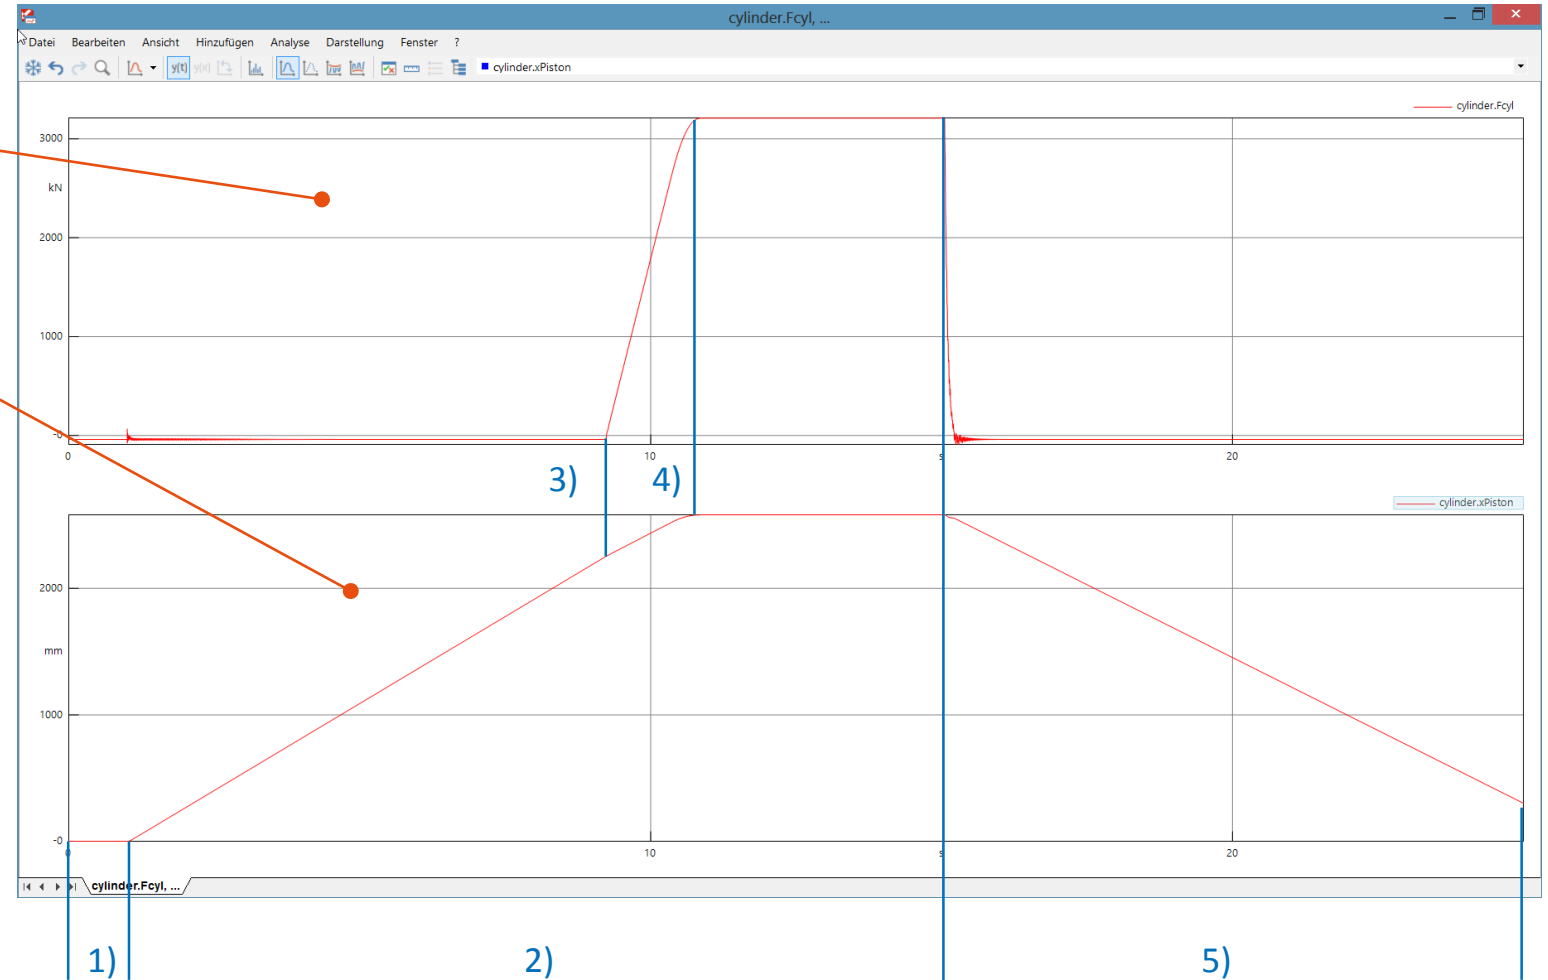 cylinder.Fcyl, ...
Datei Bearbeiten Ansicht Hinzufügen Analyse Darstellung Fenster ?
y(t) y(x) cylinder.xPiston
cylinder.Fcyl
3000
kN
2000
1000
-0
0 10 s 20
3) 4)
cylinder.xPiston
2000
mm
1000
-0
0 10 s 20
cylinder.Fcyl, ...
1) 2) 5)